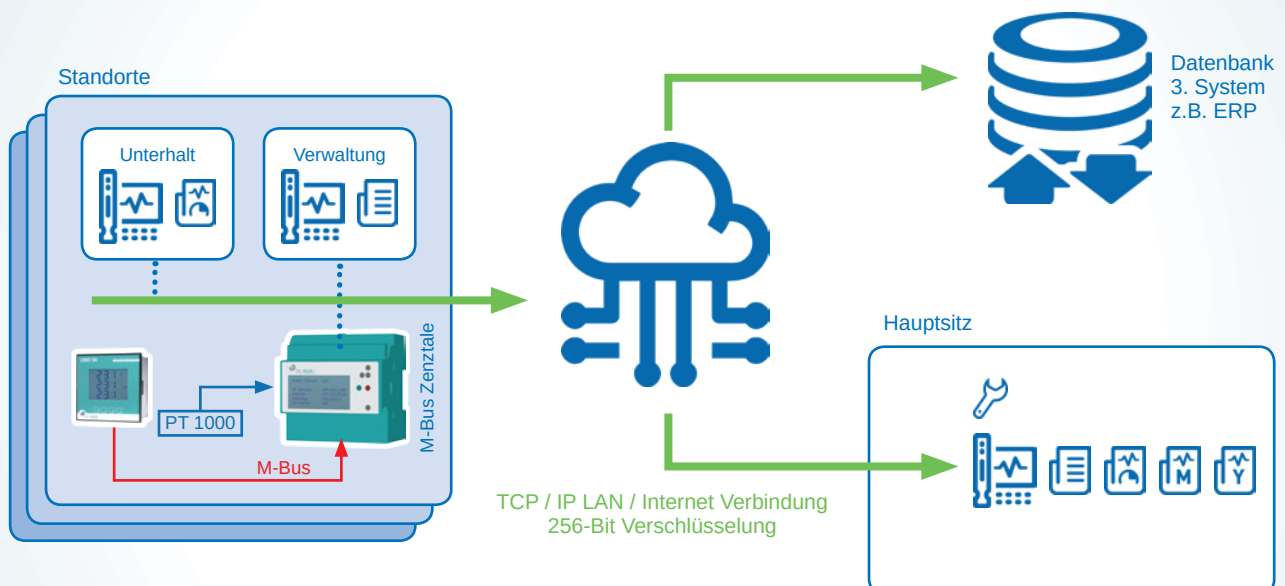 Standorte
Unterhalt
Verwaltung
PT 1000
M-Bus
M-Bus Zenztale
Datenbank
3. System
z.B. ERP
Hauptsitz
M
Y
TCP / IP LAN / Internet Verbindung
256-Bit Verschlüsselung